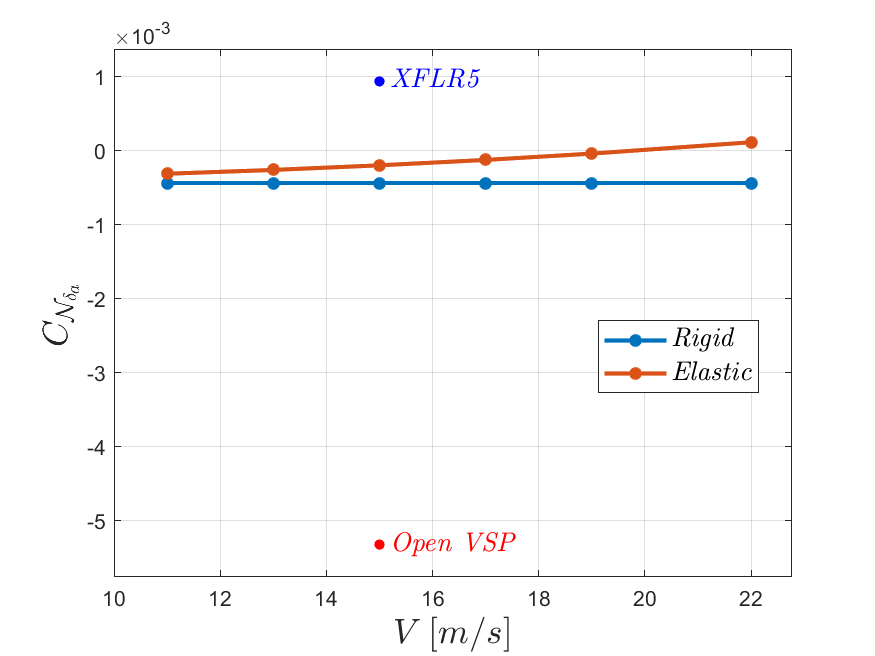 ×10⁻³
1
XFLR5
0
-1
-2
-3
-4
-5
C_{𝒩_{δ_a}}
Rigid
Elastic
Open VSP
10 12 14 16 18 20 22
V [m/s]